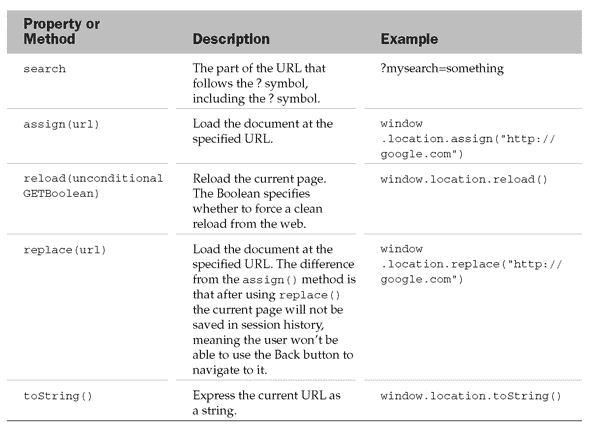 Property or
Method
Description
Example
search
The part of the URL that
follows the ? symbol,
including the ? symbol.
?mysearch=something
assign(url)
Load the document at the
specified URL.
window
.location.assign("http://
google.com")
reload(unconditional
GETBoolean)
Reload the current page.
The Boolean specifies
whether to force a clean
reload from the web.
window.location.reload()
replace(url)
Load the document at the
specified URL. The difference
from the assign() method is
that after using replace()
the current page will not be
saved in session history,
meaning the user won't be
able to use the Back button to
navigate to it.
window
.location.replace("http://
google.com")
toString()
Express the current URL as
a string.
window.location.toString()